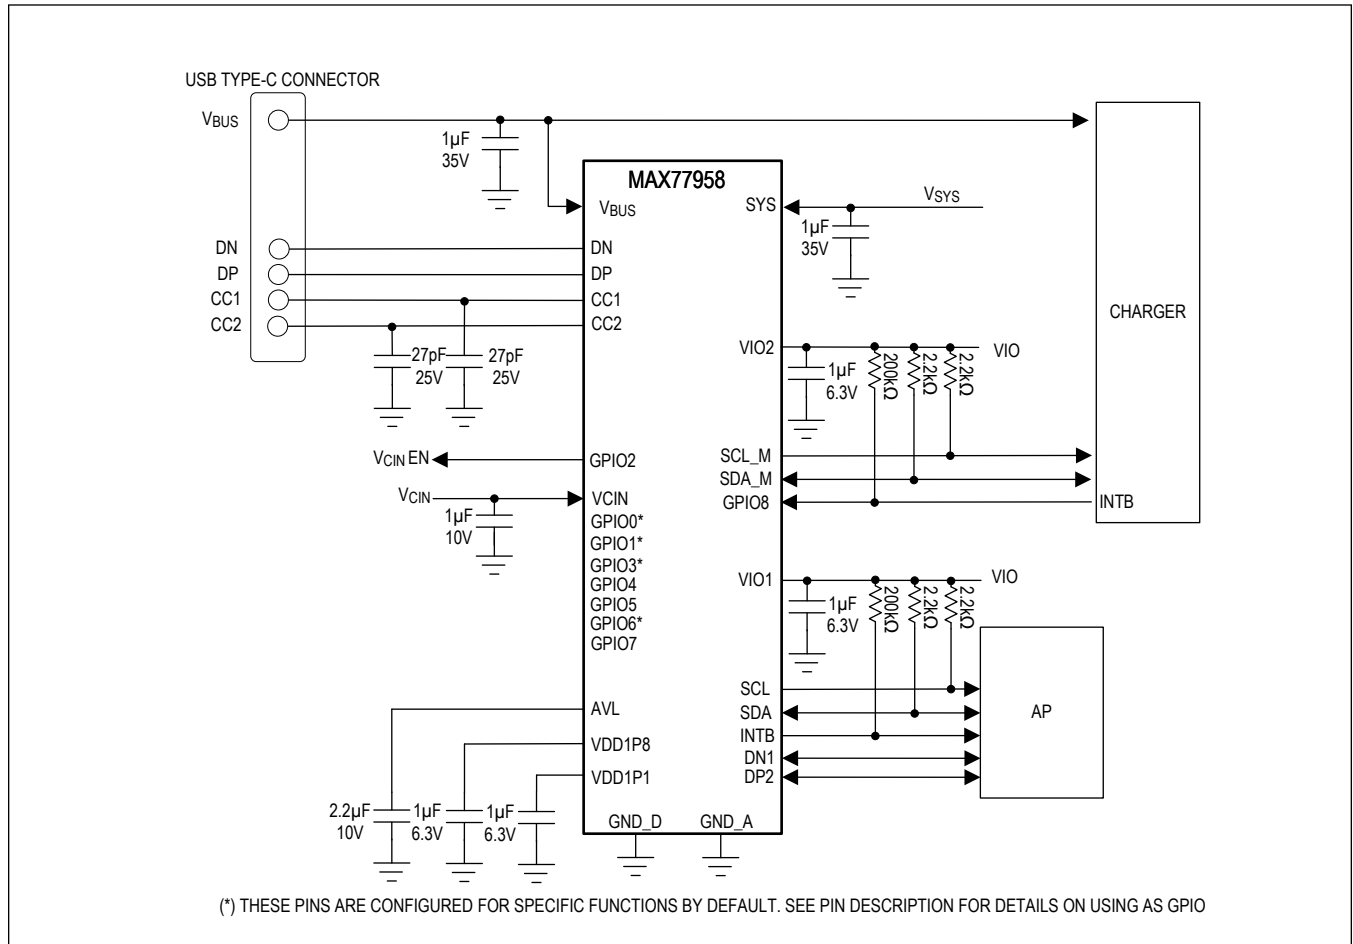 USB TYPE-C CONNECTOR
VBUS
1µF
35V
MAX77958
VBUS
SYS
VSYS
1µF
35V
DN
DN
DP
DP
CC1
CC1
CC2
CC2
CHARGER
27pF
25V
27pF
25V
VIO2
VIO
1µF
6.3V
200kΩ
2.2kΩ
2.2kΩ
VCIN EN
GPIO2
SCL_M
SDA_M
VCIN
VCIN
GPIO8
INTB
1µF
10V
GPIO0*
GPIO1*
GPIO3*
GPIO4
GPIO5
GPIO6*
GPIO7
VIO1
VIO
1µF
6.3V
200kΩ
2.2kΩ
2.2kΩ
SCL
SDA
INTB
DN1
DP2
AP
AVL
VDD1P8
VDD1P1
2.2µF
10V
1µF
6.3V
1µF
6.3V
GND_D
GND_A
(*) THESE PINS ARE CONFIGURED FOR SPECIFIC FUNCTIONS BY DEFAULT. SEE PIN DESCRIPTION FOR DETAILS ON USING AS GPIO